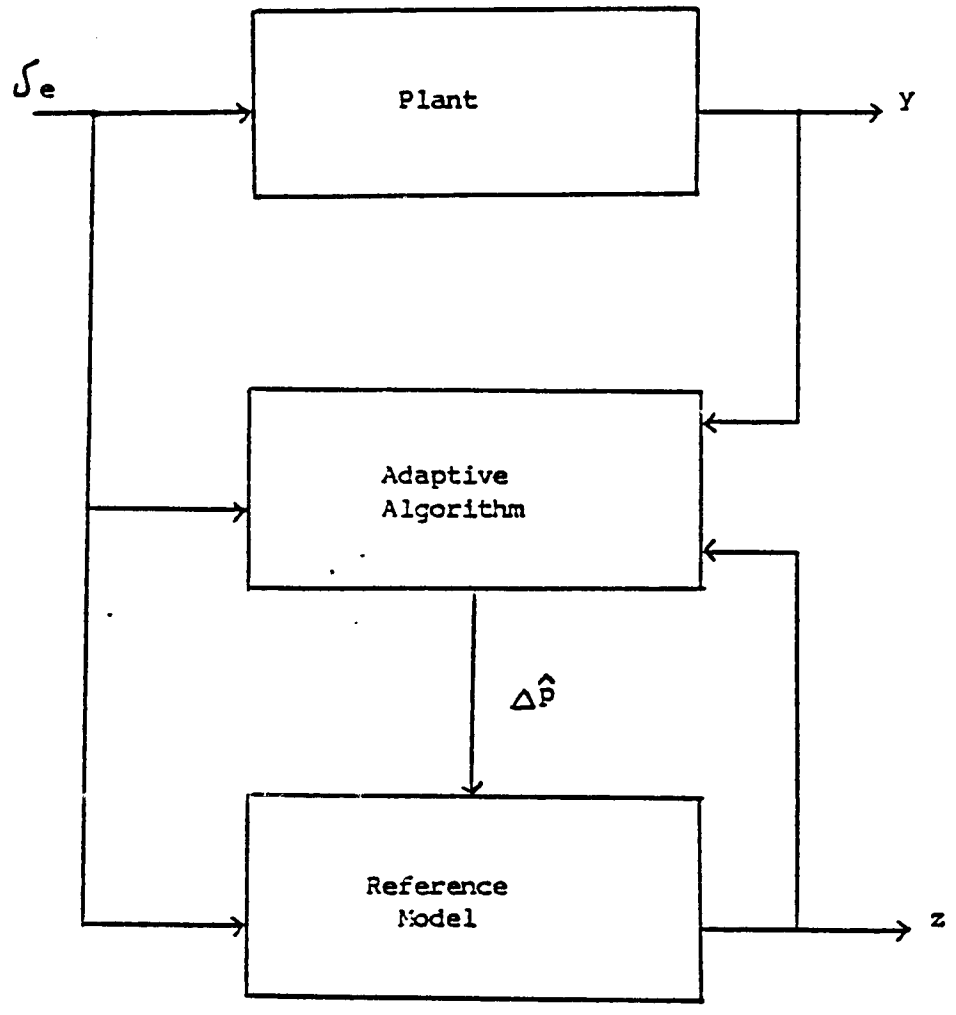 δe
Plant
Y
Adaptive
Algorithm
Δp̂
Reference
Model
z